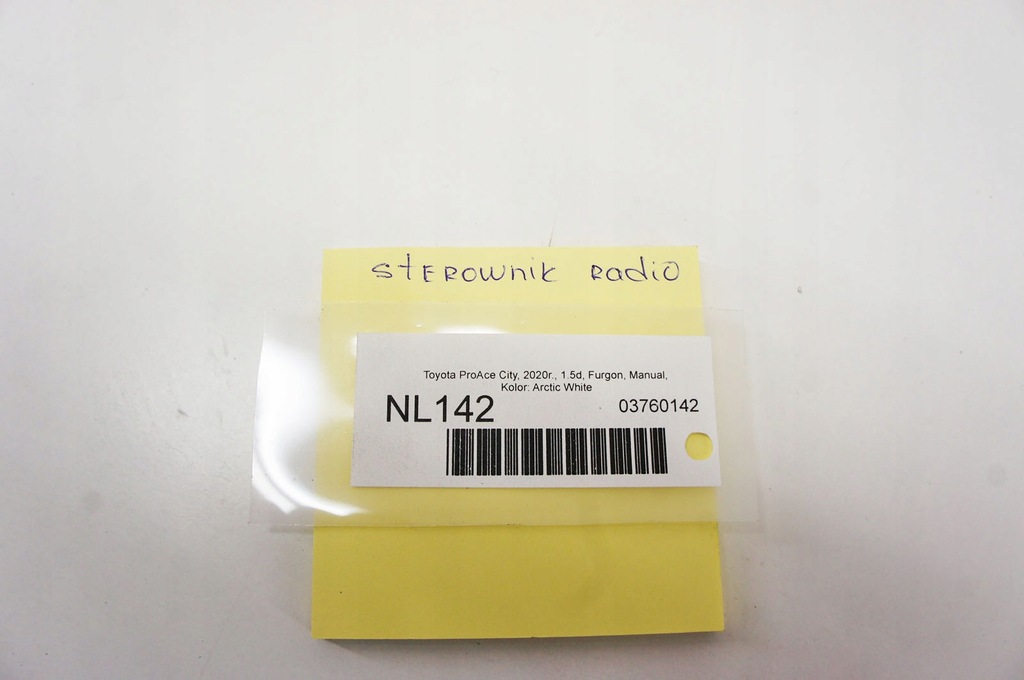 sterownik radio
Toyota ProAce City, 2020r., 1.5d, Furgon, Manual,
Kolor: Arctic White
NL142 03760142